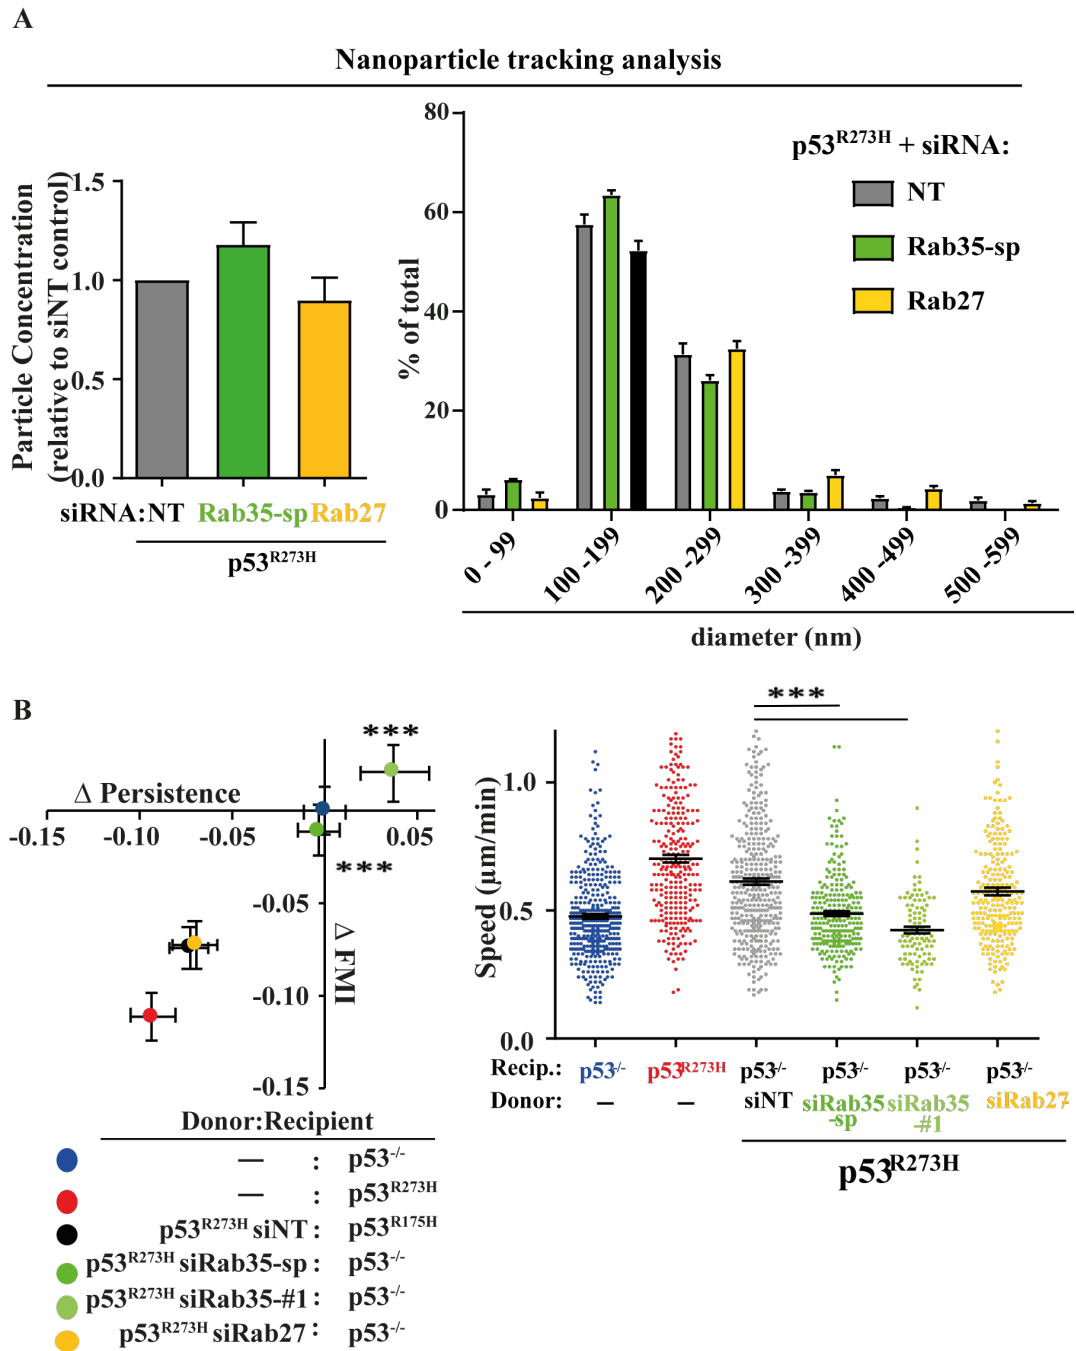 A
Nanoparticle tracking analysis
Particle Concentration
(relative to siNT control)
1.5
1.0
0.5
0.0
siRNA: NT Rab35-sp Rab27
p53R273H
% of total
80
60
40
20
0
p53R273H + siRNA:
NT
Rab35-sp
Rab27
0 - 99
100 -199
200 -299
300 -399
400 -499
500 -599
diameter (nm)
B
***
Δ Persistence
-0.15 -0.10 -0.05 0.05
***
-0.05
-0.10
-0.15
Δ FMI
Donor:Recipient
— : p53-/-
— : p53R273H
p53R273H siNT : p53R175H
p53R273H siRab35-sp : p53-/-
p53R273H siRab35-#1 : p53-/-
p53R273H siRab27 : p53-/-
***
Speed (μm/min)
1.0
0.5
0.0
Recip.: p53-/- p53R273H p53-/- p53-/- p53-/- p53-/-
Donor: — — siNT siRab35 siRab35 siRab27
-sp -#1
p53R273H